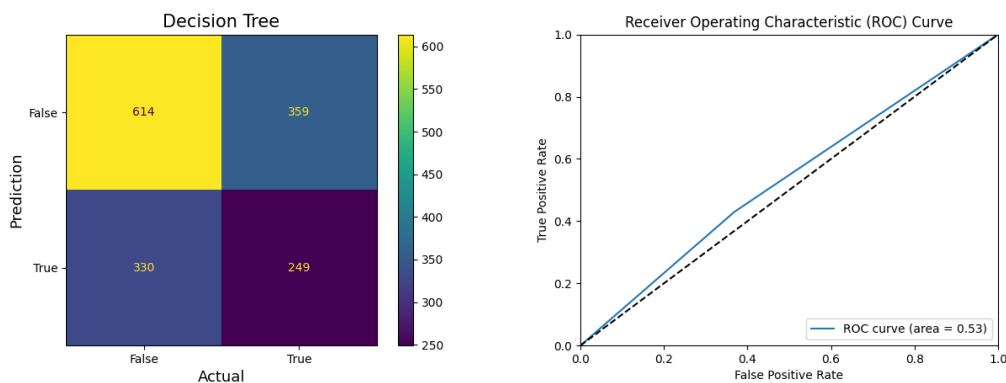 Decision Tree
False
614
359
True
330
249
False
True
Prediction
Actual
600
550
500
450
400
350
300
250
Receiver Operating Characteristic (ROC) Curve
1.0
0.8
0.6
0.4
0.2
0.0
True Positive Rate
ROC curve (area = 0.53)
0.0
0.2
0.4
0.6
0.8
1.0
False Positive Rate